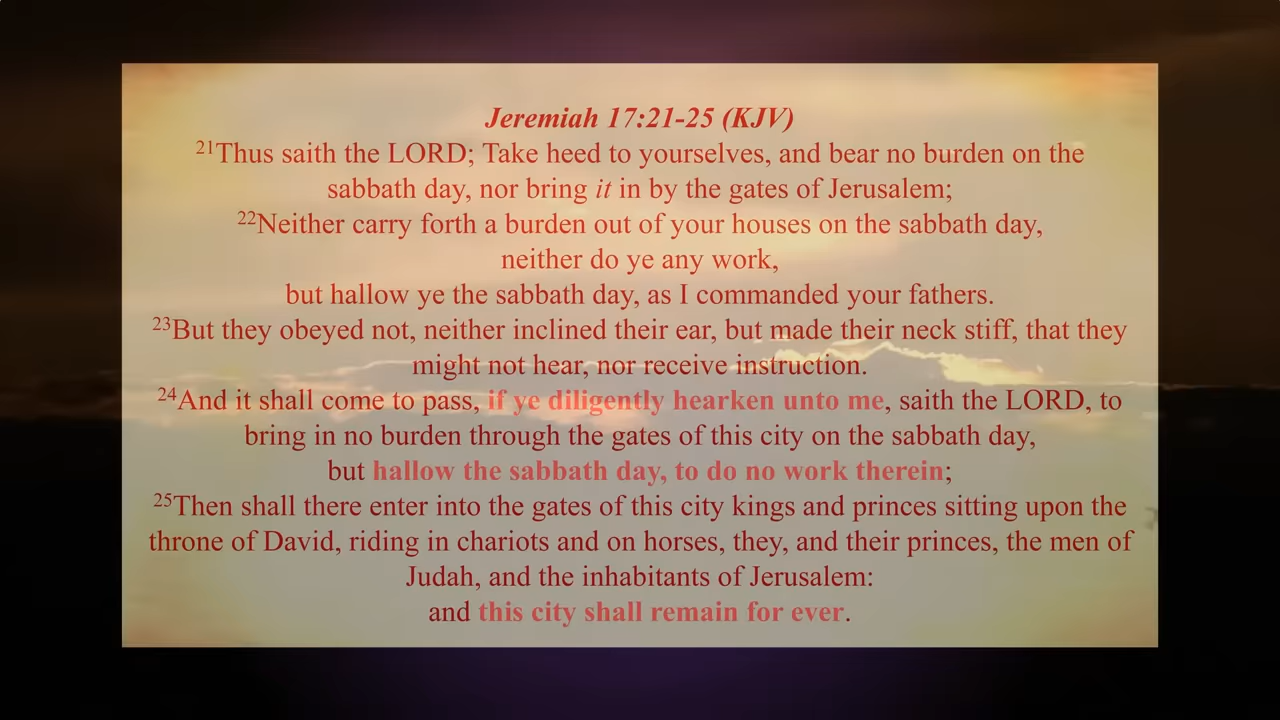 Jeremiah 17:21-25 (KJV)
21Thus saith the LORD; Take heed to yourselves, and bear no burden on the
sabbath day, nor bring it in by the gates of Jerusalem;
22Neither carry forth a burden out of your houses on the sabbath day,
neither do ye any work,
but hallow ye the sabbath day, as I commanded your fathers.
23But they obeyed not, neither inclined their ear, but made their neck stiff, that they
might not hear, nor receive instruction.
24And it shall come to pass, if ye diligently hearken unto me, saith the LORD, to
bring in no burden through the gates of this city on the sabbath day,
but hallow the sabbath day, to do no work therein;
25Then shall there enter into the gates of this city kings and princes sitting upon the
throne of David, riding in chariots and on horses, they, and their princes, the men of
Judah, and the inhabitants of Jerusalem:
and this city shall remain for ever.